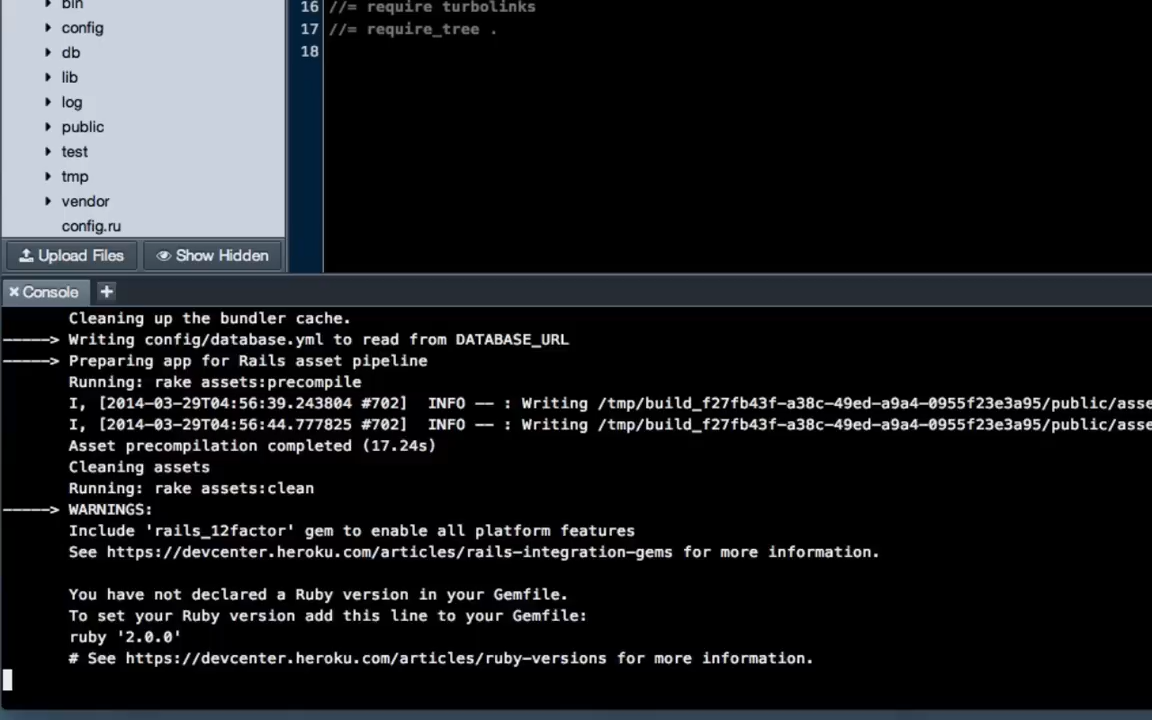 bin
config
db
lib
log
public
test
tmp
vendor
config.ru
Upload Files
Show Hidden
16 //= require turbolinks
17 //= require_tree .
18
Console
Cleaning up the bundler cache.
-----> Writing config/database.yml to read from DATABASE_URL
-----> Preparing app for Rails asset pipeline
Running: rake assets:precompile
I, [2014-03-29T04:56:39.243804 #702]  INFO -- : Writing /tmp/build_f27fb43f-a38c-49ed-a9a4-0955f23e3a95/public/asse
I, [2014-03-29T04:56:44.777825 #702]  INFO -- : Writing /tmp/build_f27fb43f-a38c-49ed-a9a4-0955f23e3a95/public/asse
Asset precompilation completed (17.24s)
Cleaning assets
Running: rake assets:clean
-----> WARNINGS:
Include 'rails_12factor' gem to enable all platform features
See https://devcenter.heroku.com/articles/rails-integration-gems for more information.
You have not declared a Ruby version in your Gemfile.
To set your Ruby version add this line to your Gemfile:
ruby '2.0.0'
# See https://devcenter.heroku.com/articles/ruby-versions for more information.